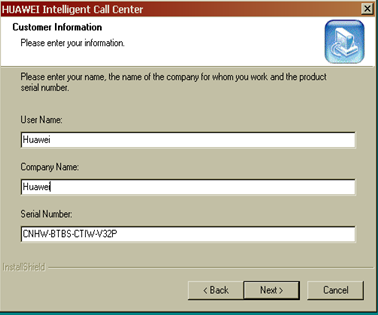 HUAWEI Intelligent Call Center
Customer Information
Please enter your information.
Please enter your name, the name of the company for whom you work and the product
serial number.
User Name:
Huawei
Company Name:
Huawei
Serial Number:
CNHW-BTBS-CTIW-V32P
InstallShield
< Back
Next >
Cancel